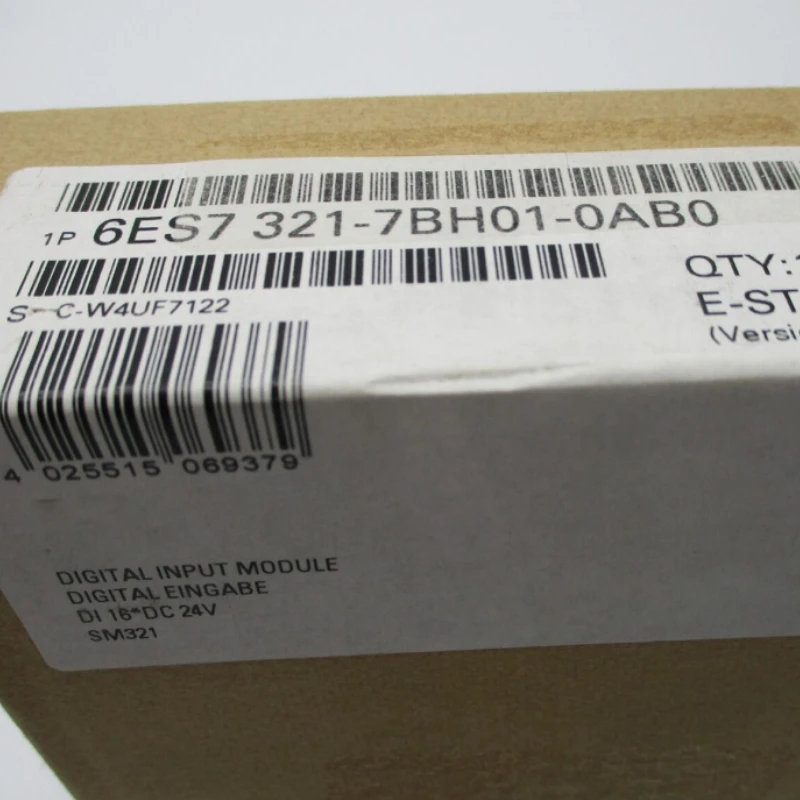 1P 6ES7 321-7BH01-0AB0
S C-W4UF7122
QTY:
E-ST
(Versi
4 025515 069379
DIGITAL INPUT MODULE
DIGITAL EINGABE
DI 16*DC 24V
SM321